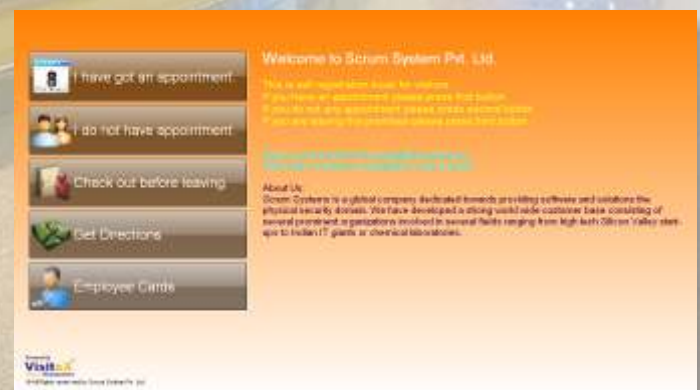 Welcome to Scrum System Pvt. Ltd.
I have got an appointment
This is self registration kiosk for visitors
If you have an appointment please press first button
If you do not any appointment please press second button
If you are leaving the premises please press third button
I do not have appointment
Check out before leaving
About Us
Scrum Systems is a global company dedicated towards providing software and solutions the
physical security domain. We have developed a strong world wide customer base consisting of
several prominent organizations involved in several fields ranging from high tech Silicon Valley start-
ups to Indian IT giants or chemical laboratories.
Get Directions
Employee Cards